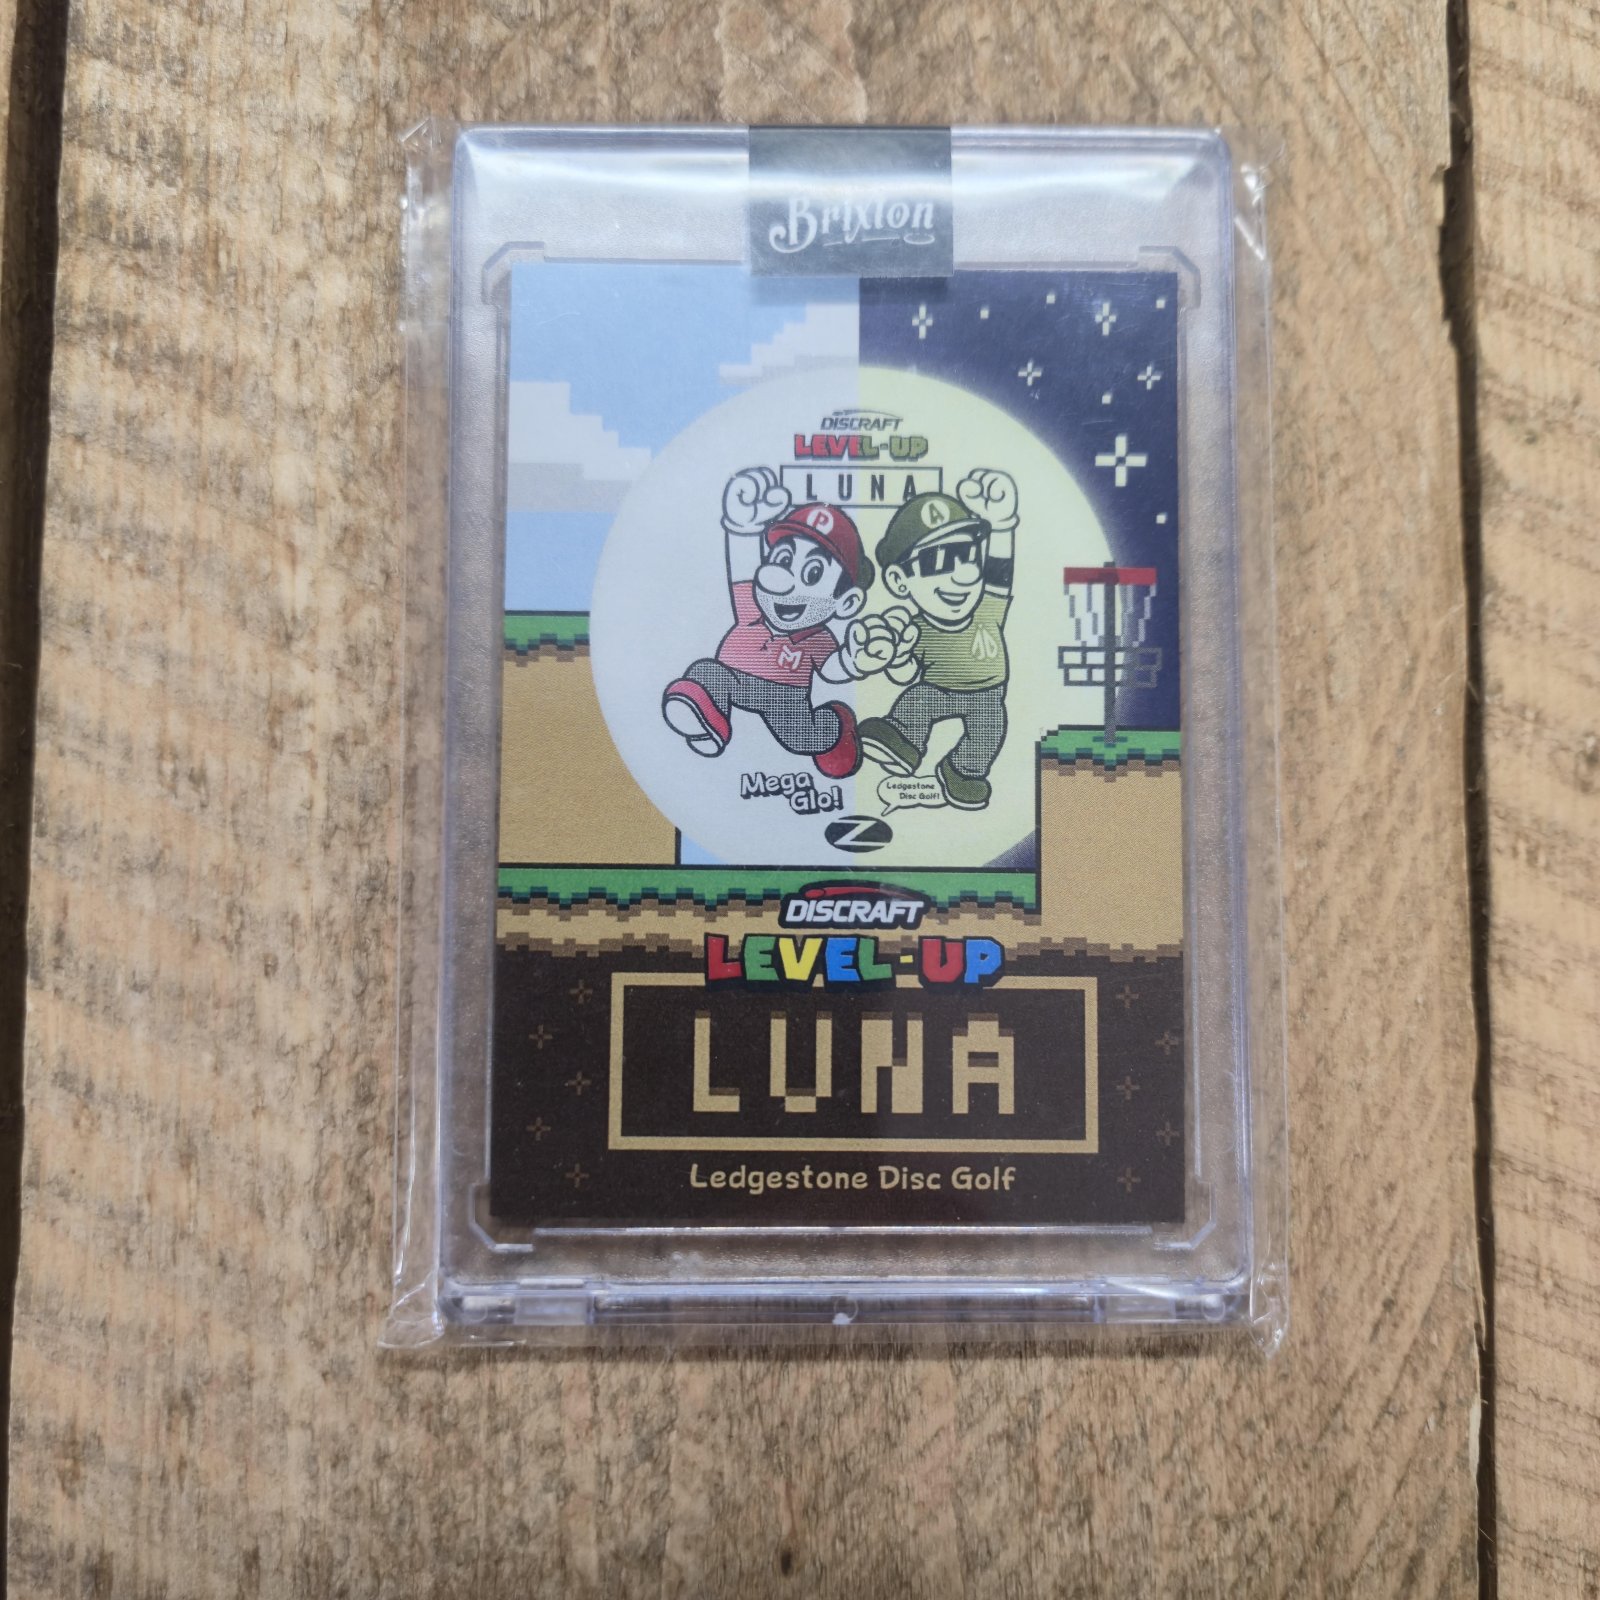 Brixton
DISCRAFT
LEVEL-UP
LUNA
P
A
M
Mega
Glo!
Ledgestone
Disc Golf!
Z
DISCRAFT
LEVEL-UP
LUNA
Ledgestone Disc Golf